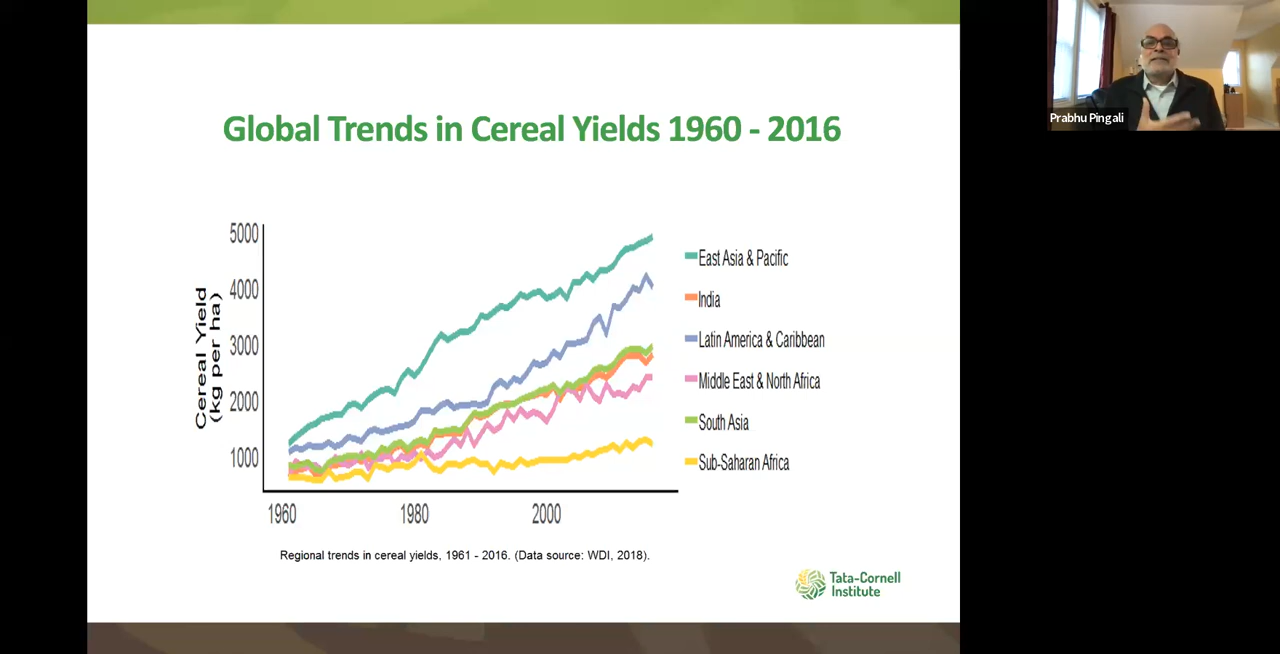 Global Trends in Cereal Yields 1960 - 2016
Cereal Yield
(kg per ha)
5000
4000
3000
2000
1000
1960
1980
2000
East Asia & Pacific
India
Latin America & Caribbean
Middle East & North Africa
South Asia
Sub-Saharan Africa
Regional trends in cereal yields, 1961 - 2016. (Data source: WDI, 2018).
Tata-Cornell
Institute
Prabhu Pingali